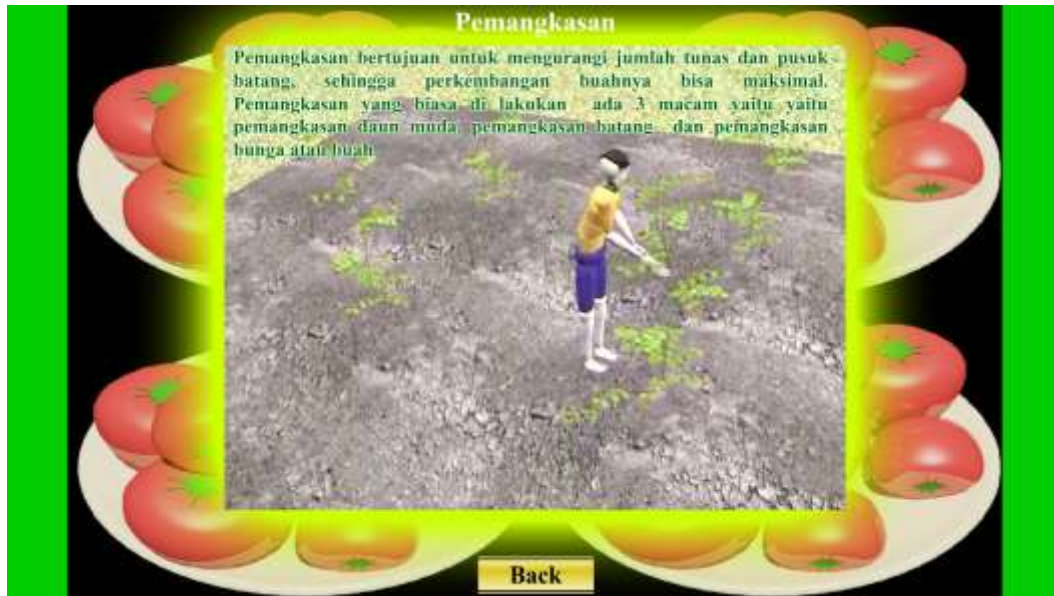 Pemangkasan
Pemangkasan bertujuan untuk mengurangi jumlah tunas dan pusuk
batang, sehingga perkembangan buahnya bisa maksimal.
Pemangkasan yang biasa di lakukan ada 3 macam yaitu yaitu
pemangkasan daun muda, pemangkasan batang dan pemangkasan
bunga atau buah
Back